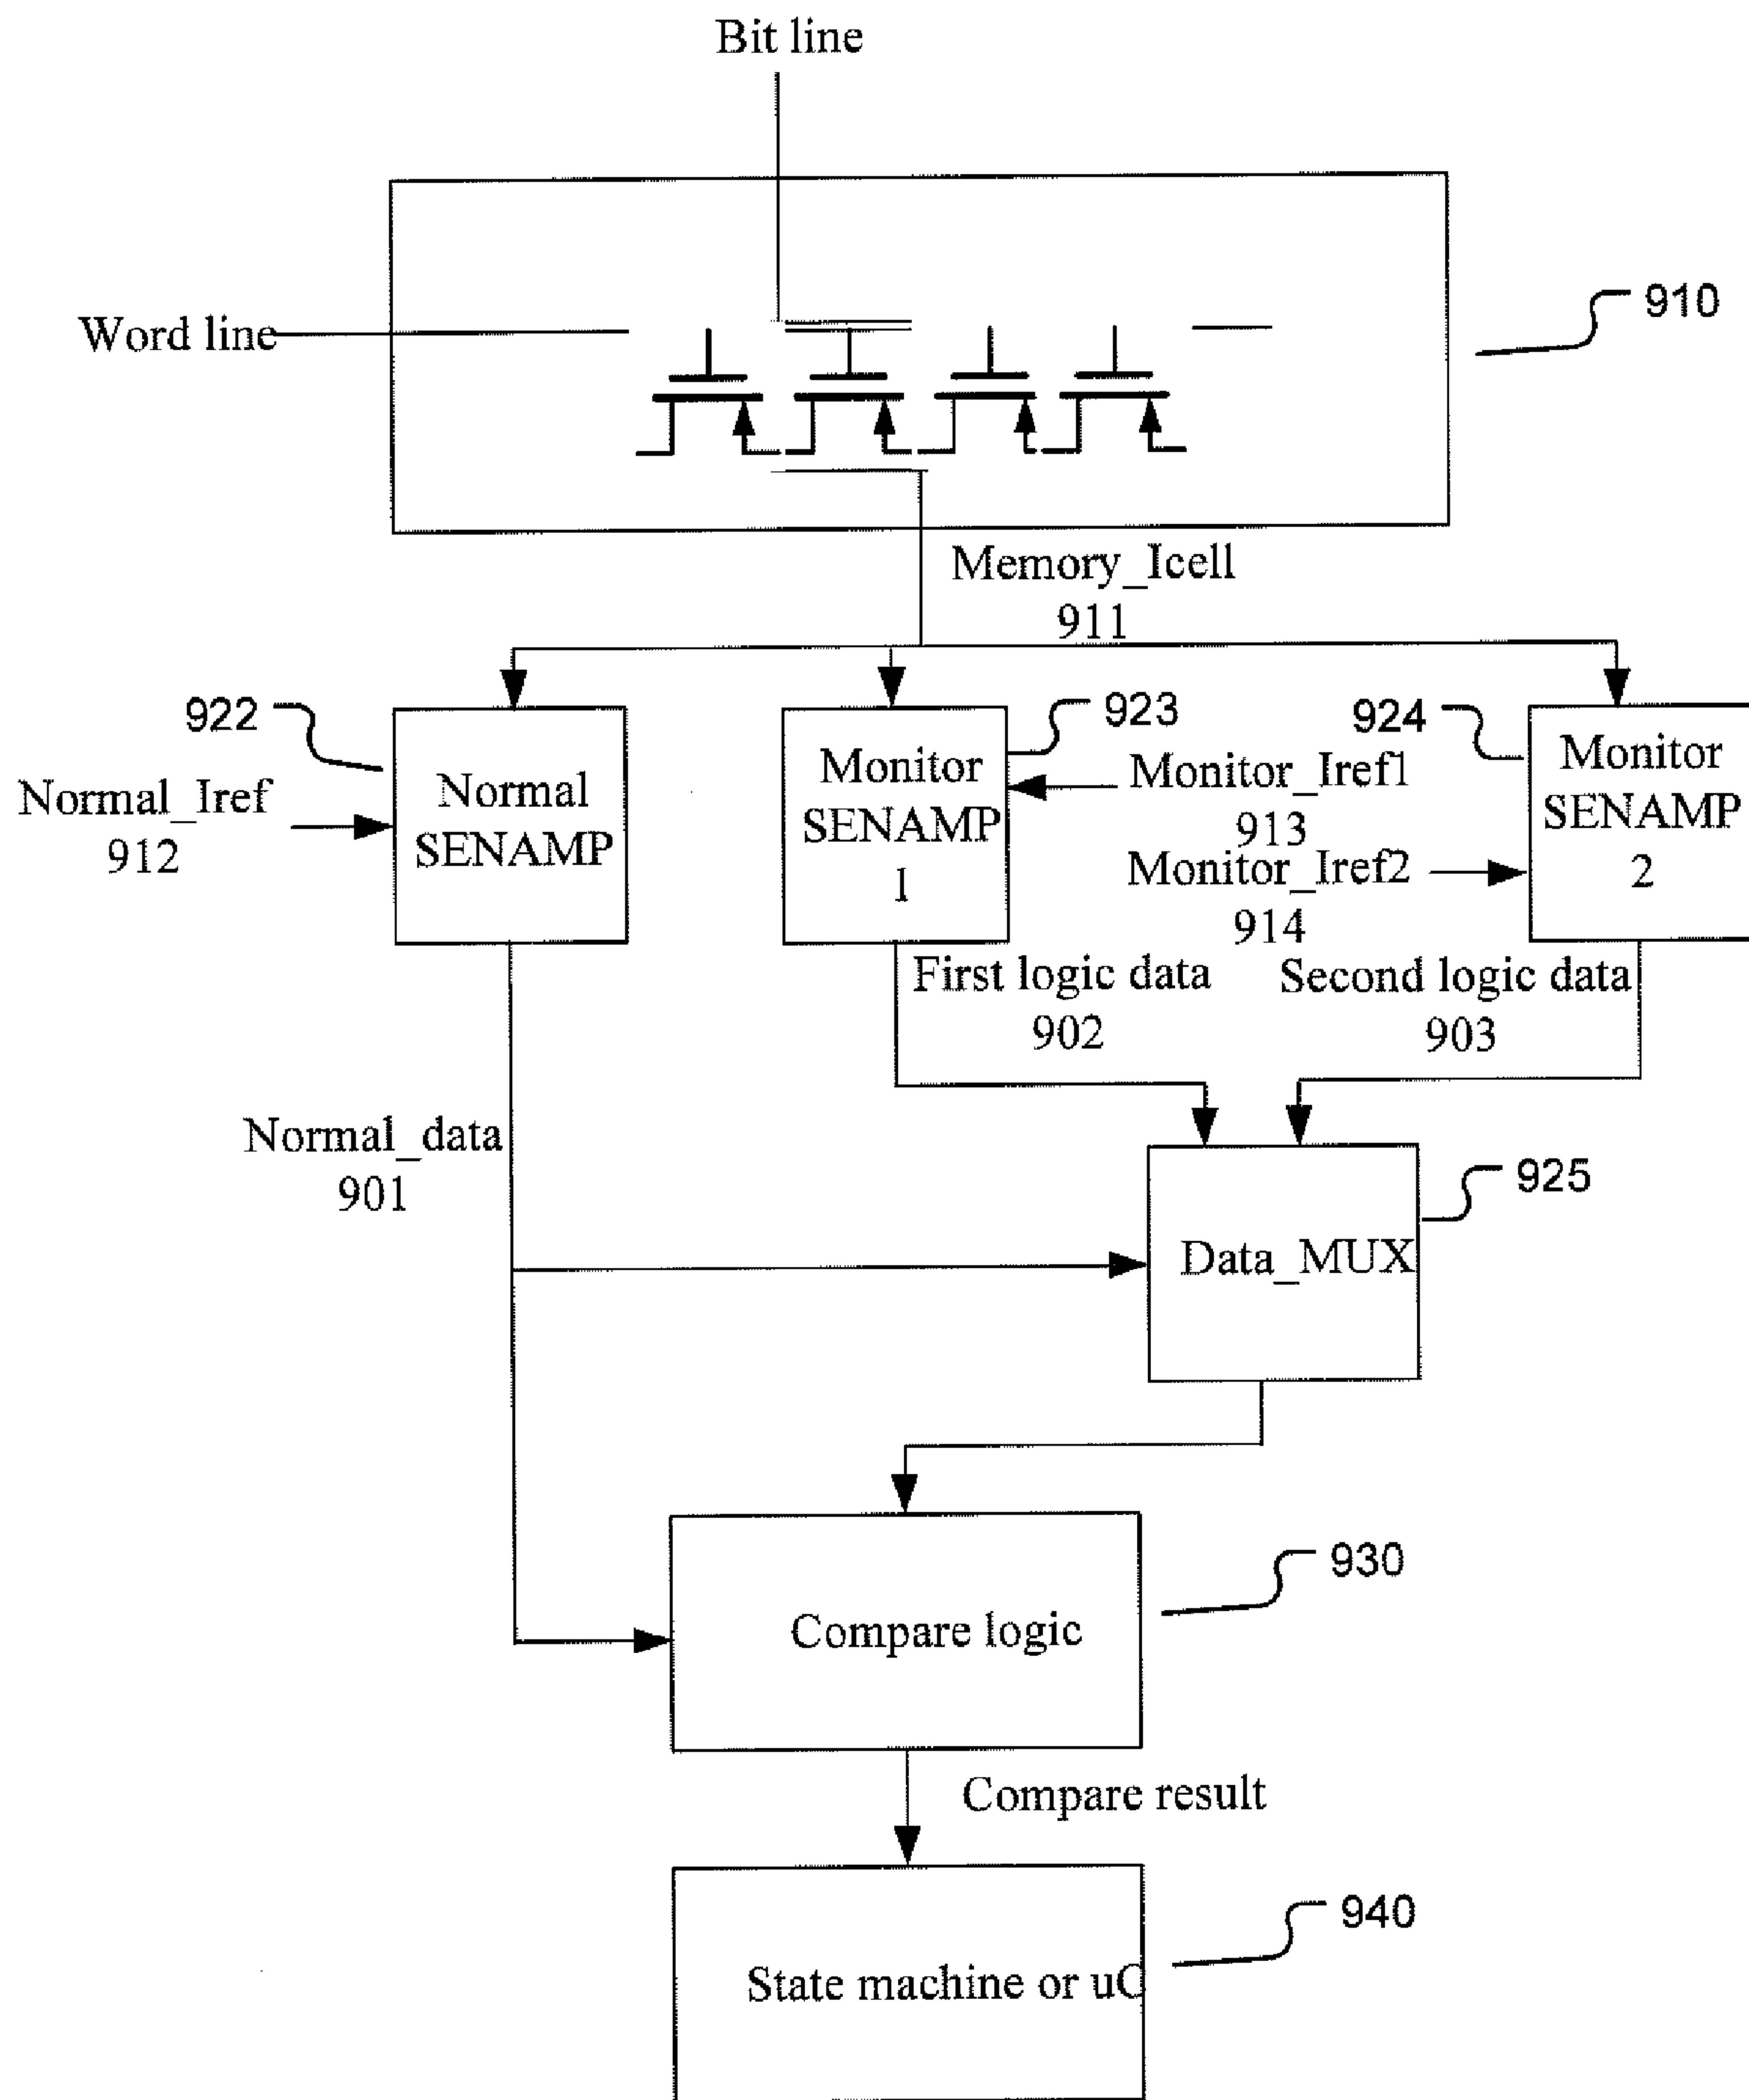 Bit line
Word line
910
Memory_Icell
911
922
923
924
Normal_Iref
912
Normal
SENAMP
Monitor
SENAMP
1
Monitor_Iref1
913
Monitor_Iref2
914
Monitor
SENAMP
2
First logic data
902
Second logic data
903
Normal_data
901
925
Data_MUX
930
Compare logic
Compare result
940
State machine or uC